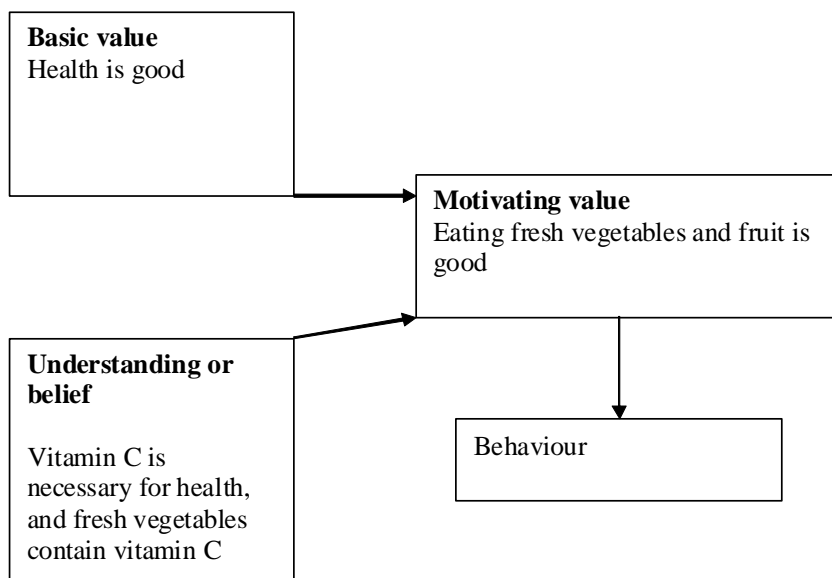 Basic value
Health is good
Motivating value
Eating fresh vegetables and fruit is
good
Understanding or
belief
Vitamin C is
necessary for health,
and fresh vegetables
contain vitamin C
Behaviour